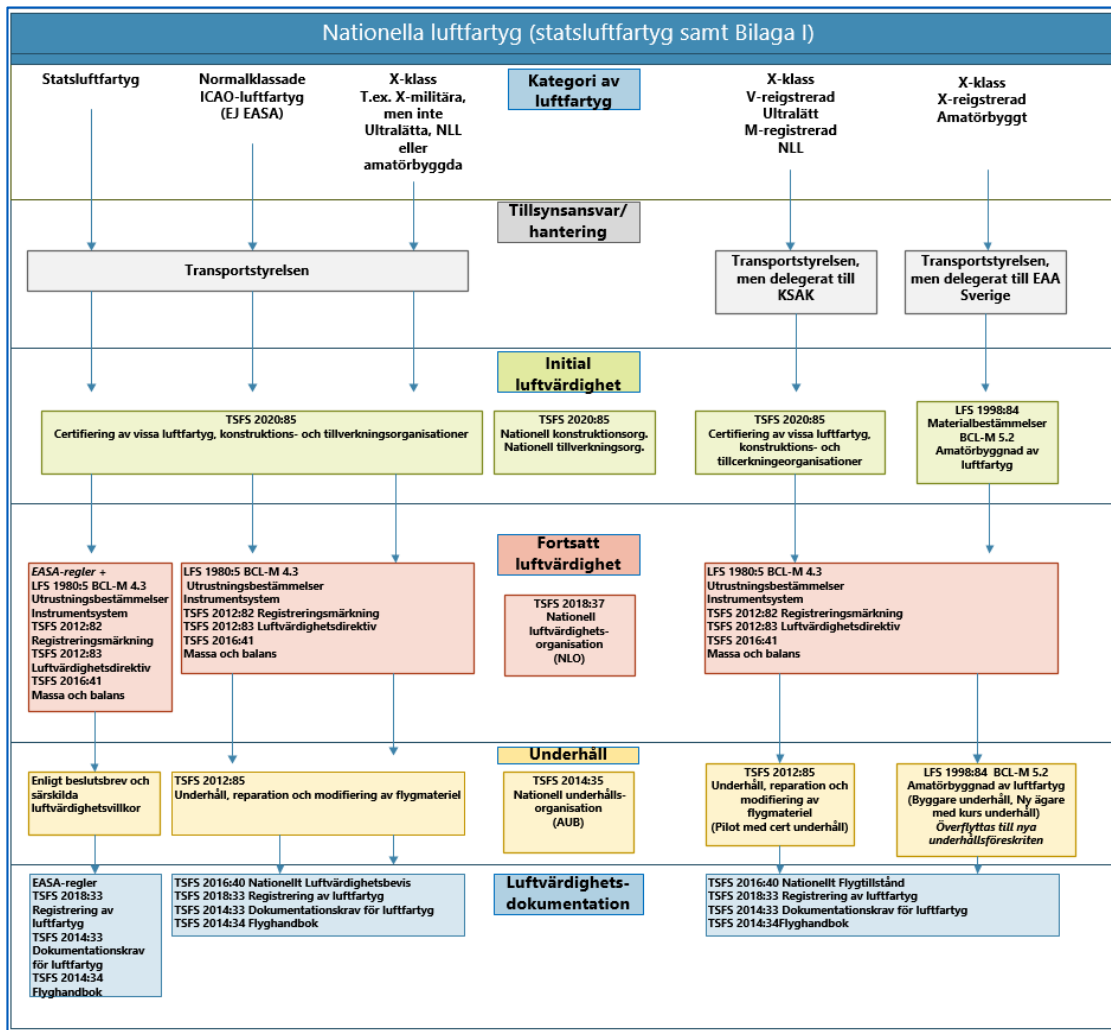 Nationella luftfartyg (statsluftfartyg samt Bilaga I)
Statsluftfartyg
Normalklassade
ICAO-luftfartyg
(EJ EASA)
X-klass
T.ex. X-militära,
men inte
Ultralätta, NLL
eller
amatörbyggda
Kategori av
luftfartyg
X-klass
V-reigstrerad
Ultralätt
M-registrerad
NLL
X-klass
X-reigstrerad
Amatörbyggt
Tillsynsansvar/
hantering
Transportstyrelsen
Transportstyrelsen,
men delegerat till
KSAK
Transportstyrelsen,
men delegerat till EAA
Sverige
Initial
luftvärdighet
TSFS 2020:85
Certifiering av vissa luftfartyg, konstruktions- och tillverkningsorganisationer
TSFS 2020:85
Nationell konstruktionsorg.
Nationell tillverkningsorg.
TSFS 2020:85
Certifiering av vissa luftfartyg,
konstruktions- och
tillcerkningeorganisationer
LFS 1998:84
Materialbestämmelser
BCL-M 5.2
Amatörbyggnad av
luftfartyg
Fortsatt
luftvärdighet
EASA-regler +
LFS 1980:5 BCL-M 4.3
Utrustningsbestämmelser
Instrumentsystem
TSFS 2012:82
Registreringsmärkning
TSFS 2012:83
Luftvärdighetsdirektiv
TSFS 2016:41
Massa och balans
LFS 1980:5 BCL-M 4.3
Utrustningsbestämmelser
Instrumentsystem
TSFS 2012:82 Registreringsmärkning
TSFS 2012:83 Luftvärdighetsdirektiv
TSFS 2016:41
Massa och balans
TSFS 2018:37
Nationell
luftvärdighets-
organisation
(NLO)
LFS 1980:5 BCL-M 4.3
Utrustningsbestämmelser
Instrumentsystem
TSFS 2012:82 Registreringsmärkning
TSFS 2012:83 Luftvärdighetsdirektiv
TSFS 2016:41
Massa och balans
Underhåll
Enligt beslutsbrev och
särskilda
luftvärdighetsvillkor
TSFS 2012:85
Underhåll, reparation och modifiering av flygmateriel
TSFS 2014:35
Nationell underhålls-
organisation
(AUB)
TSFS 2012:85
Underhåll, reparation
och modifiering av
flygmateriel
(Pilot med cert underhåll)
LFS 1998:84 BCL-M 5.2
Amatörbyggnad av luftfartyg
(Byggare underhåll, Ny ägare
med kurs underhåll)
Överflyttas till nya
underhållsföreskriten
Luftvärdighets-
dokumentation
EASA-regler
TSFS 2018:33
Registrering av
luftfartyg
TSFS 2014:33
Dokumentationskrav
för luftfartyg
TSFS 2014:34
Flyghandbok
TSFS 2016:40 Nationellt Luftvärdighetsbevis
TSFS 2018:33 Registrering av luftfartyg
TSFS 2014:33 Dokumentationskrav för luftfartyg
TSFS 2014:34 Flyghandbok
TSFS 2016:40 Nationellt Flygtillstånd
TSFS 2018:33 Registrering av luftfartyg
TSFS 2014:33 Dokumentationskrav för luftfartyg
TSFS 2014:34Flyghandbok